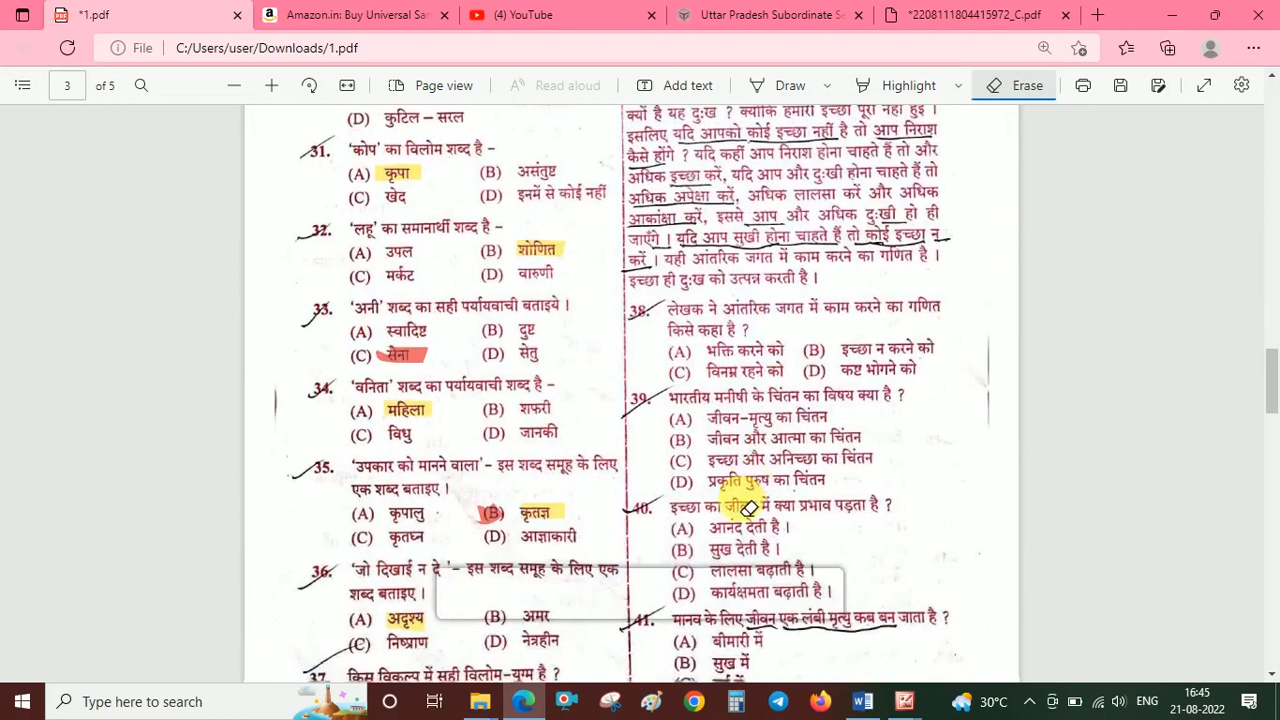 *1.pdf
Amazon.in: Buy Universal San
(4) YouTube
Uttar Pradesh Subordinate Se
*2208111804415972_C.pdf
File
C:/Users/user/Downloads/1.pdf
3 of 5
Page view
Read aloud
Add text
Draw
Highlight
Erase
(D) कुटिल – सरल
31. 'कोप' का विलोम शब्द है -
(A) कृपा (B) असंतुष्ट
(C) खेद (D) इनमें से कोई नहीं
32. 'लहू' का समानार्थी शब्द है -
(A) उपल (B) शोणित
(C) मर्कट (D) वारुणी
33. 'अनी' शब्द का सही पर्यायवाची बताइये ।
(A) स्वादिष्ट (B) दुष्ट
(C) सेना (D) सेतु
34. 'वनिता' शब्द का पर्यायवाची शब्द है -
(A) महिला (B) शफरी
(C) विधु (D) जानकी
35. 'उपकार को मानने वाला'- इस शब्द समूह के लिए
एक शब्द बताइए ।
(A) कृपालु (B) कृतज्ञ
(C) कृतघ्न (D) आज्ञाकारी
36. 'जो दिखाई न दे '- इस शब्द समूह के लिए एक
शब्द बताइए ।
(A) अदृश्य (B) अमर
(C) निष्प्राण (D) नेत्रहीन
37. किस विकल्प में सही विलोम-युग्म है ?
क्यों है यह दुःख ? क्योंकि हमारी इच्छा पूरी नहीं हुई ।
इसलिए यदि आपको कोई इच्छा नहीं है तो आप निराश
कैसे होंगे ? यदि कहीं आप निराश होना चाहते हैं तो और
अधिक इच्छा करें, यदि आप और दुःखी होना चाहते हैं तो
अधिक अपेक्षा करें, अधिक लालसा करें और अधिक
आकांक्षा करें, इससे आप और अधिक दुःखी हो ही
जाएँगे । यदि आप सुखी होना चाहते हैं तो कोई इच्छा न
करें । यही आंतरिक जगत में काम करने का गणित है ।
इच्छा ही दुःख को उत्पन्न करती है ।
38. लेखक ने आंतरिक जगत में काम करने का गणित
किसे कहा है ?
(A) भक्ति करने को (B) इच्छा न करने को
(C) विनम्र रहने को (D) कष्ट भोगने को
39. भारतीय मनीषी के चिंतन का विषय क्या है ?
(A) जीवन-मृत्यु का चिंतन
(B) जीवन और आत्मा का चिंतन
(C) इच्छा और अनिच्छा का चिंतन
(D) प्रकृति पुरुष का चिंतन
40. इच्छा का जीवन में क्या प्रभाव पड़ता है ?
(A) आनंद देती है ।
(B) सुख देती है ।
(C) लालसा बढ़ाती है ।
(D) कार्यक्षमता बढ़ाती है ।
41. मानव के लिए जीवन एक लंबी मृत्यु कब बन जाता है ?
(A) बीमारी में
(B) सुख में
Type here to search
30°C
ENG
16:45
21-08-2022